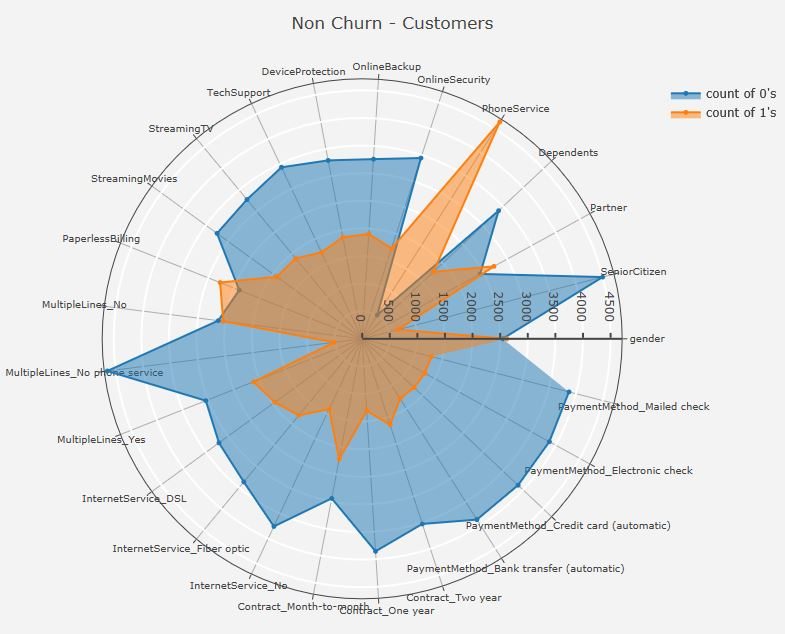 Non Churn - Customers
count of 0's
count of 1's
OnlineBackup
DeviceProtection
OnlineSecurity
TechSupport
PhoneService
StreamingTV
Dependents
StreamingMovies
Partner
PaperlessBilling
SeniorCitizen
MultipleLines_No
0
500
1000
1500
2000
2500
3000
3500
4000
4500
gender
MultipleLines_No phone service
PaymentMethod_Mailed check
MultipleLines_Yes
PaymentMethod_Electronic check
InternetService_DSL
PaymentMethod_Credit card (automatic)
InternetService_Fiber optic
PaymentMethod_Bank transfer (automatic)
InternetService_No
Contract_Two year
Contract_Month-to-month
Contract_One year